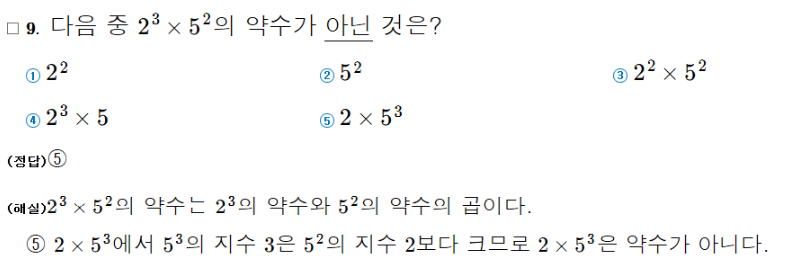 □ 9. 다음 중 2³ × 5²의 약수가 아닌 것은?
① 2² ② 5² ③ 2² × 5²
④ 2³ × 5 ⑤ 2 × 5³
(정답)⑤
(해설)2³ × 5²의 약수는 2³의 약수와 5²의 약수의 곱이다.
⑤ 2 × 5³에서 5³의 지수 3은 5²의 지수 2보다 크므로 2 × 5³은 약수가 아니다.